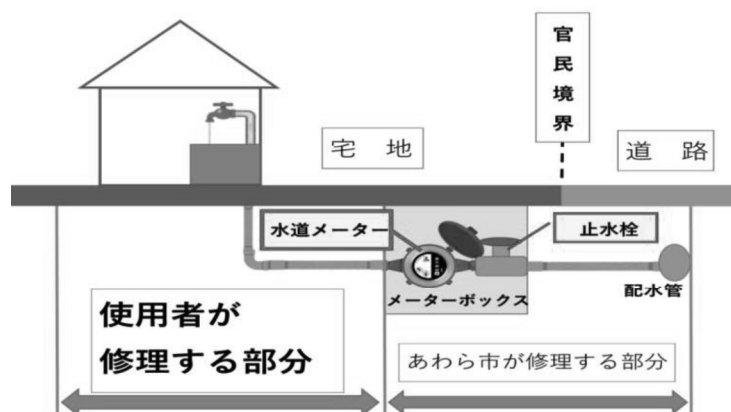 官民境界
宅 地
道 路
水道メーター
止水栓
メーターボックス
配水管
使用者が
修理する部分
あわら市が修理する部分